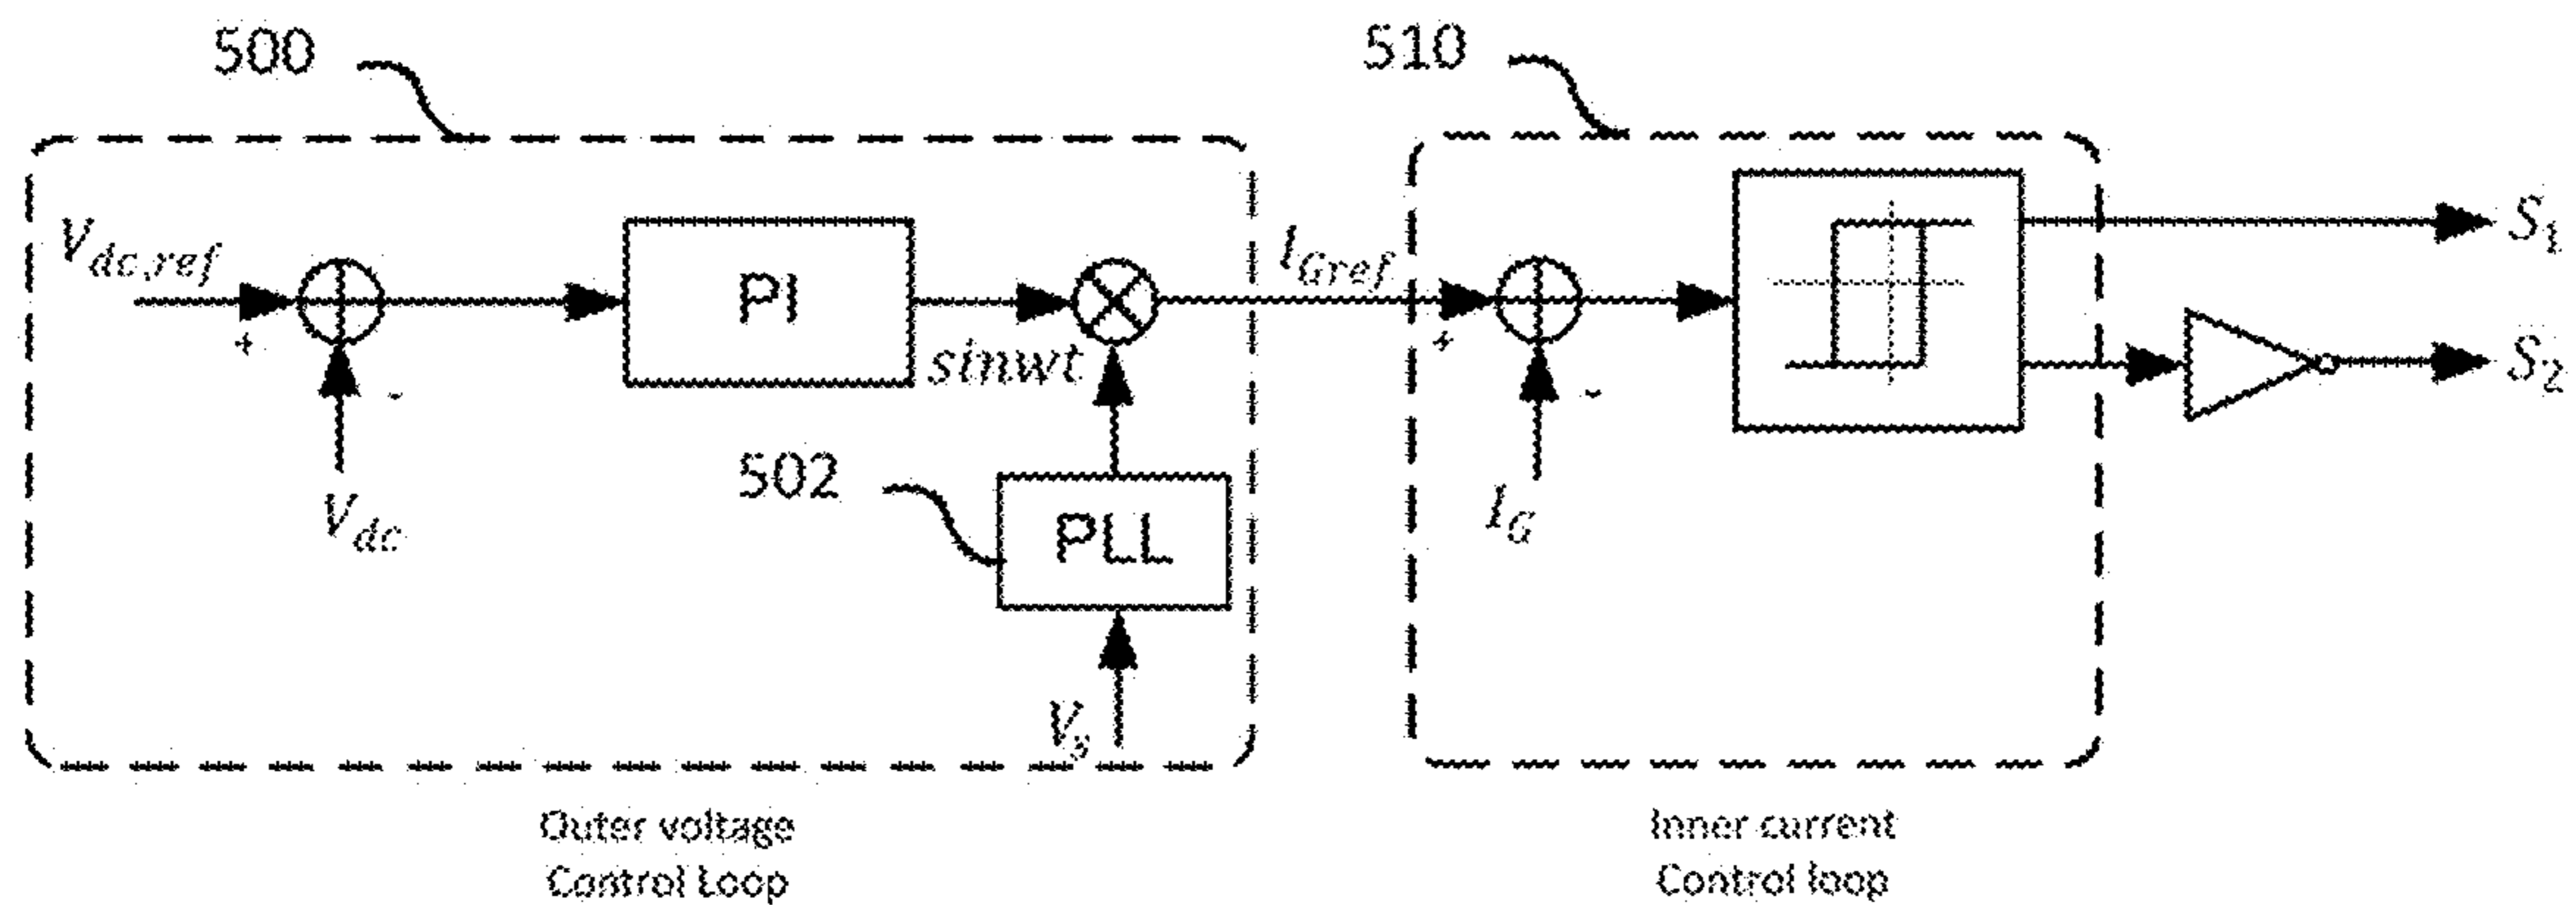 500
510
V_{dc,ref}
+
-
V_{dc}
PI
sinwt
502
PLL
V_s
I_{Gref}
+
-
I_G
S_1
S_2
Outer voltage
Control Loop
Inner current
Control loop